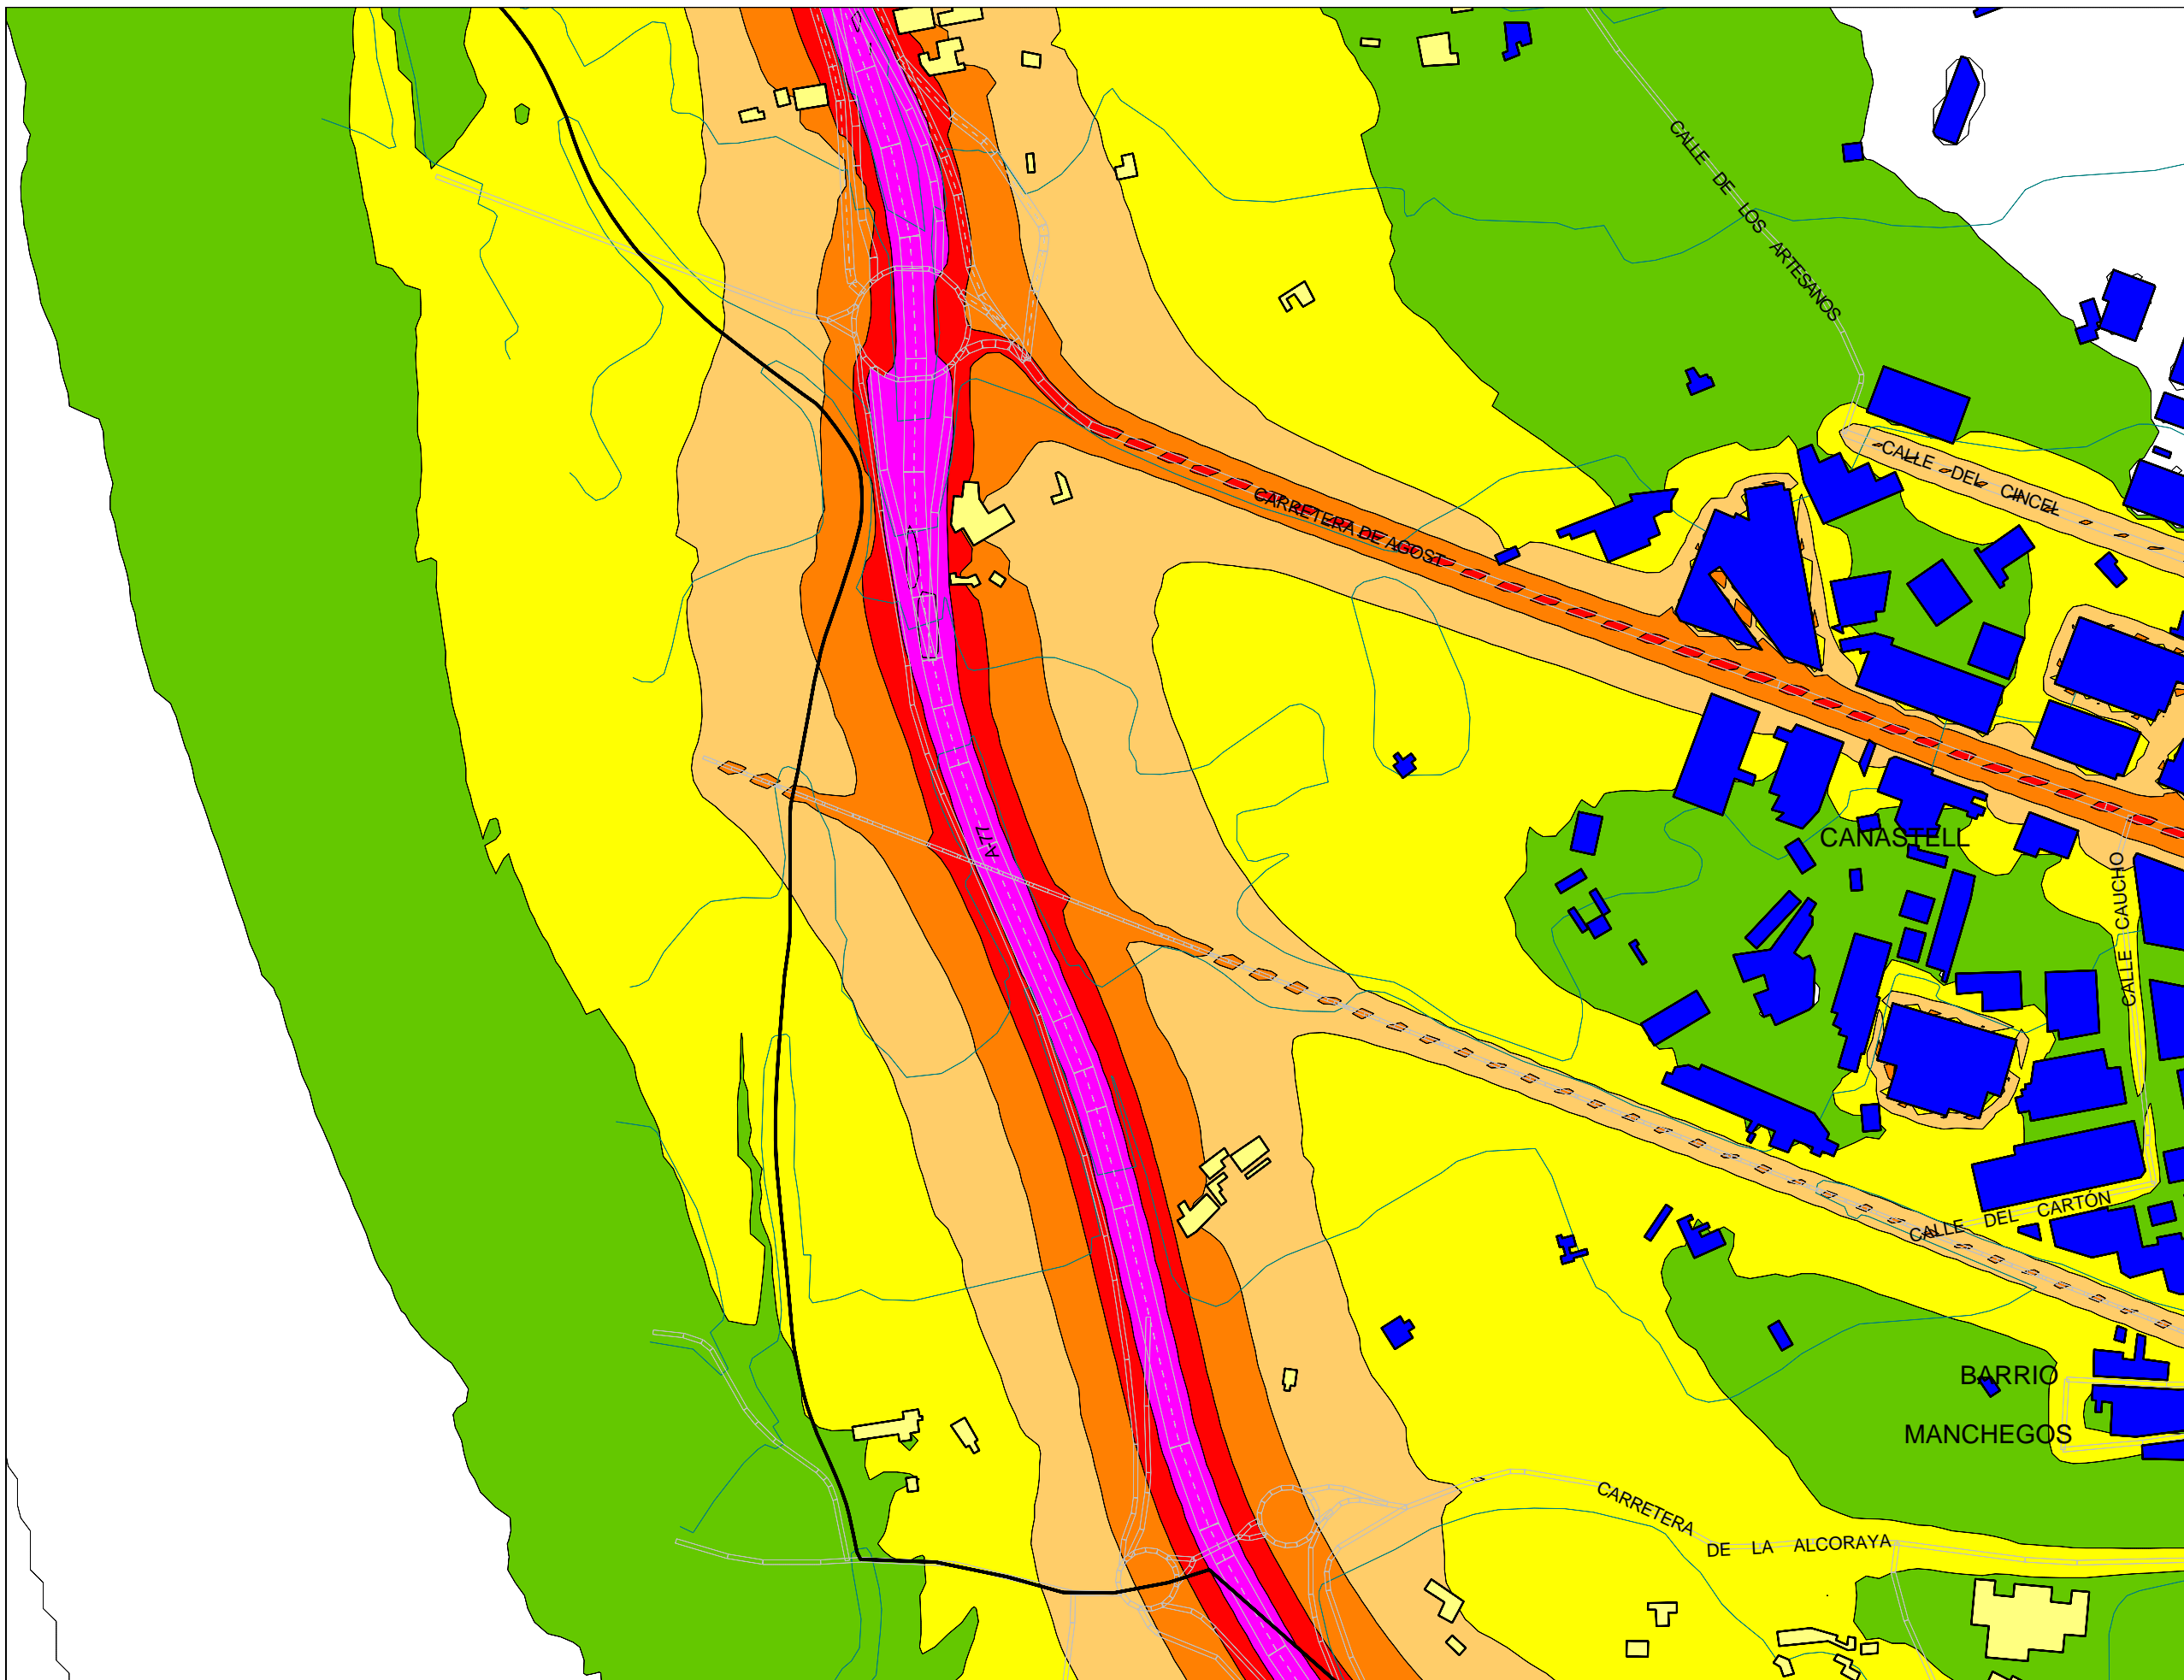 CALLE DE LOS ARTESANOS
CALLE DEL CINCEL
CARRETERA DE AGOST
A-77
CANASTELL
CALLE CAUCHO
CALLE DEL CARTÓN
BARRIO
MANCHEGOS
CARRETERA
DE LA ALCORAYA